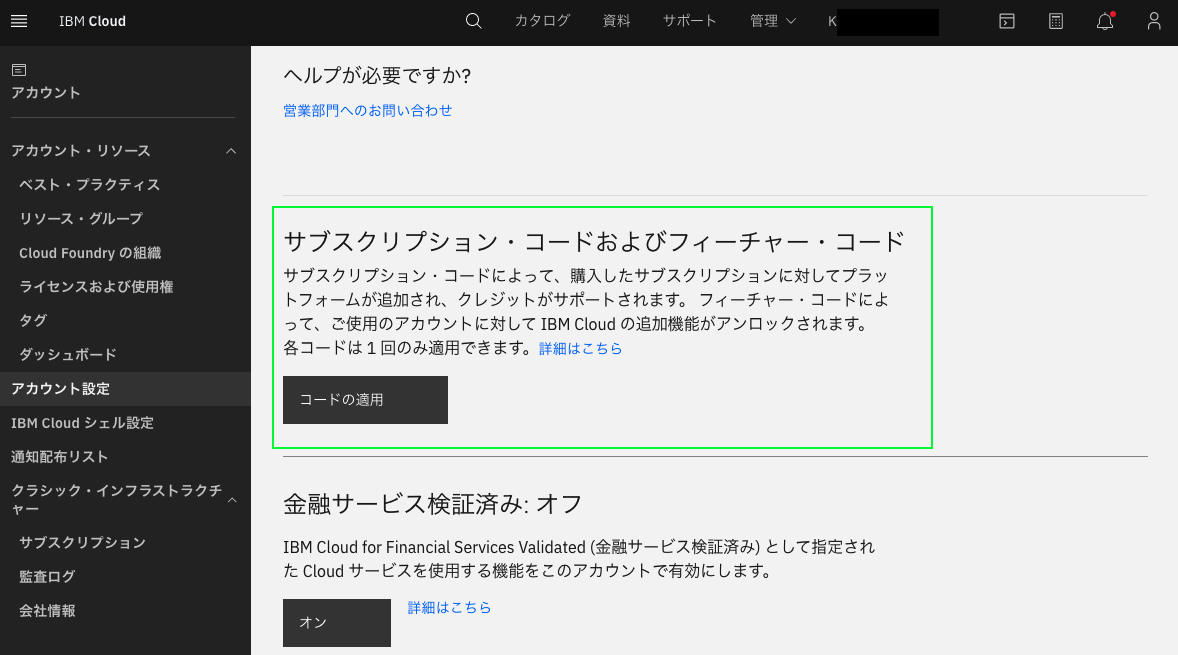 IBM Cloud
カタログ
資料
サポート
管理
K
アカウント
アカウント・リソース
ベスト・プラクティス
リソース・グループ
Cloud Foundry の組織
ライセンスおよび使用権
タグ
ダッシュボード
アカウント設定
IBM Cloud シェル設定
通知配布リスト
クラシック・インフラストラクチ
ャー
サブスクリプション
監査ログ
会社情報
ヘルプが必要ですか?
営業部門へのお問い合わせ
サブスクリプション・コードおよびフィーチャー・コード
サブスクリプション・コードによって、購入したサブスクリプションに対してプラッ
トフォームが追加され、クレジットがサポートされます。 フィーチャー・コードによ
って、ご使用のアカウントに対して IBM Cloud の追加機能がアンロックされます。
各コードは 1 回のみ適用できます。詳細はこちら
コードの適用
金融サービス検証済み: オフ
IBM Cloud for Financial Services Validated (金融サービス検証済み) として指定され
た Cloud サービスを使用する機能をこのアカウントで有効にします。
オン
詳細はこちら